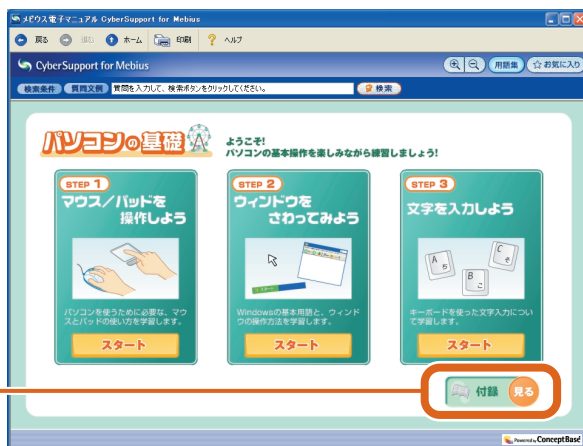 メビウス電子マニュアル CyberSupport for Mebius
戻る 進む ホーム 印刷 ヘルプ
CyberSupport for Mebius 用語集 お気に入り
検索条件 質問文例 質問を入力して、検索ボタンをクリックしてください。 検索
パソコンの基礎
ようこそ!
パソコンの基本操作を楽しみながら練習しましょう!
STEP 1
マウス/パッドを
操作しよう
パソコンを使うために必要な、マウ
スとパッドの使い方を学習します。
スタート
STEP 2
ウィンドウを
さわってみよう
スタート
Windowsの基本用語と、ウィンド
ウの操作方法を学習します。
スタート
STEP 3
文字を入力しよう
A ち
B こ
C そ
キーボードを使った文字入力につい
て学習します。
スタート
付録 見る
Powered by ConceptBase